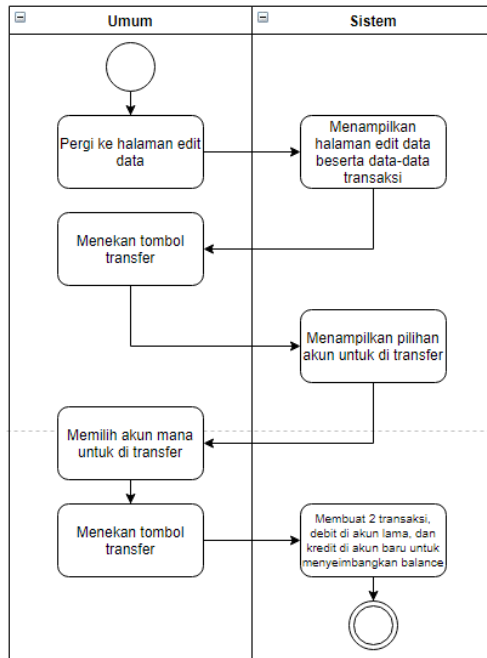 Umum
Sistem
Pergi ke halaman edit
data
Menampilkan
halaman edit data
beserta data-data
transaksi
Menekan tombol
transfer
Menampilkan pilihan
akun untuk di transfer
Memilih akun mana
untuk di transfer
Menekan tombol
transfer
Membuat 2 transaksi,
debit di akun lama, dan
kredit di akun baru untuk
menyeimbangkan balance